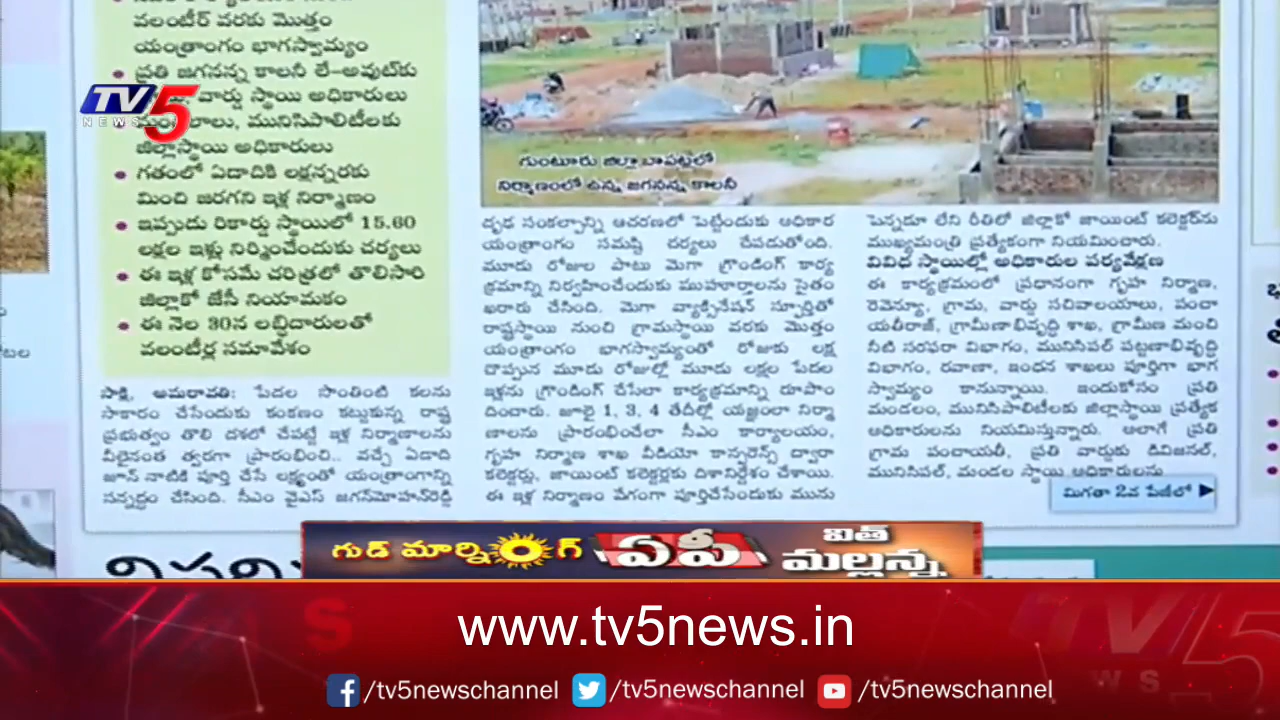 వలంటీర్ వరకు మొత్తం
యంత్రాంగం భాగస్వామ్యం
• ప్రతి జగనన్న కాలనీ లే-అవుట్‌కు
వార్డు స్థాయి అధికారులు
మునిసిపాలిటీలకు
జిల్లాస్థాయి అధికారులు
• గతంలో ఏడాదికి లక్షన్నరకు
మించి జరగని ఇళ్ల నిర్మాణం
• ఇప్పుడు రికార్డు స్థాయిలో 15.60
లక్షల ఇళ్లు నిర్మించేందుకు చర్యలు
• ఈ ఇళ్ల కోసమే చరిత్రలో తొలిసారి
జిల్లాకో జేసీ నియామకం
• ఈ నెల 30న లబ్ధిదారులతో
వలంటీర్ల సమావేశం
సాక్షి, అమరావతి: పేదల సొంతింటి కలను
సాకారం చేసేందుకు కంకణం కట్టుకున్న రాష్ట్ర
ప్రభుత్వం తొలి దశలో చేపట్టే ఇళ్ల నిర్మాణాలను
వీలైనంత త్వరగా ప్రారంభించి.. వచ్చే ఏడాది
జూన్ నాటికి పూర్తి చేసే లక్ష్యంతో యంత్రాంగాన్ని
సన్నద్ధం చేసింది. సీఎం వైఎస్ జగన్‌మోహన్‌రెడ్డి
గుంటూరు జిల్లా బాపట్లలో
నిర్మాణంలో ఉన్న జగనన్న కాలనీ
దృఢ సంకల్పాన్ని ఆచరణలో పెట్టేందుకు అధికార
యంత్రాంగం సమష్టి చర్యలు చేపడుతోంది.
మూడు రోజుల పాటు మెగా గ్రౌండింగ్ కార్య
క్రమాన్ని నిర్వహించేందుకు ముహూర్తాలను సైతం
ఖరారు చేసింది. మెగా వ్యాక్సినేషన్ స్ఫూర్తితో
రాష్ట్రస్థాయి నుంచి గ్రామస్థాయి వరకు మొత్తం
యంత్రాంగం భాగస్వామ్యంతో రోజుకు లక్ష
చొప్పున మూడు రోజుల్లో మూడు లక్షల పేదల
ఇళ్లను గ్రౌండింగ్ చేసేలా కార్యక్రమాన్ని రూపొం
దించారు. జూలై 1, 3, 4 తేదీల్లో యజ్ఞంలా నిర్మా
ణాలను ప్రారంభించేలా సీఎం కార్యాలయం,
గృహ నిర్మాణ శాఖ వీడియో కాన్ఫరెన్స్ ద్వారా
కలెక్టర్లు, జాయింట్ కలెక్టర్లకు దిశానిర్దేశం చేశాయి.
ఈ ఇళ్ల నిర్మాణం వేగంగా పూర్తిచేసేందుకు మును
పెన్నడూ లేని రీతిలో జిల్లాకో జాయింట్ కలెక్టర్‌ను
ముఖ్యమంత్రి ప్రత్యేకంగా నియమించారు.
వివిధ స్థాయిల్లో అధికారుల పర్యవేక్షణ
ఈ కార్యక్రమంలో ప్రధానంగా గృహ నిర్మాణ,
రెవెన్యూ, గ్రామ, వార్డు సచివాలయాలు, పంచా
యతీరాజ్, గ్రామీణాభివృద్ధి శాఖ, గ్రామీణ మంచి
నీటి సరఫరా విభాగం, మునిసిపల్ పట్టణాభివృద్ధి
విభాగం, రవాణా, ఇంధన శాఖలు పూర్తిగా భాగ
స్వామ్యం కానున్నాయి. ఇందుకోసం ప్రతి
మండలం, మునిసిపాలిటీలకు జిల్లాస్థాయి ప్రత్యేక
అధికారులను నియమిస్తున్నారు. అలాగే ప్రతి
గ్రామ పంచాయతీ, ప్రతి వార్డుకు డివిజనల్,
మునిసిపల్, మండల స్థాయి అధికారులను
మిగతా 2వ పేజీలో ▶
TV5
NEWS
గుడ్ మార్నింగ్ ఏపీ విత్ మల్లన్న
www.tv5news.in
/tv5newschannel /tv5newschannel /tv5newschannel